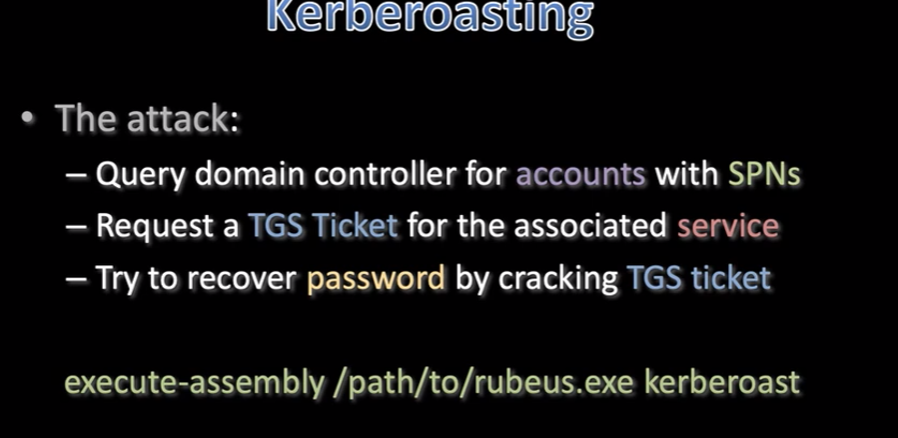 Kerberoasting
• The attack:
– Query domain controller for accounts with SPNs
– Request a TGS Ticket for the associated service
– Try to recover password by cracking TGS ticket
execute-assembly /path/to/rubeus.exe kerberoast